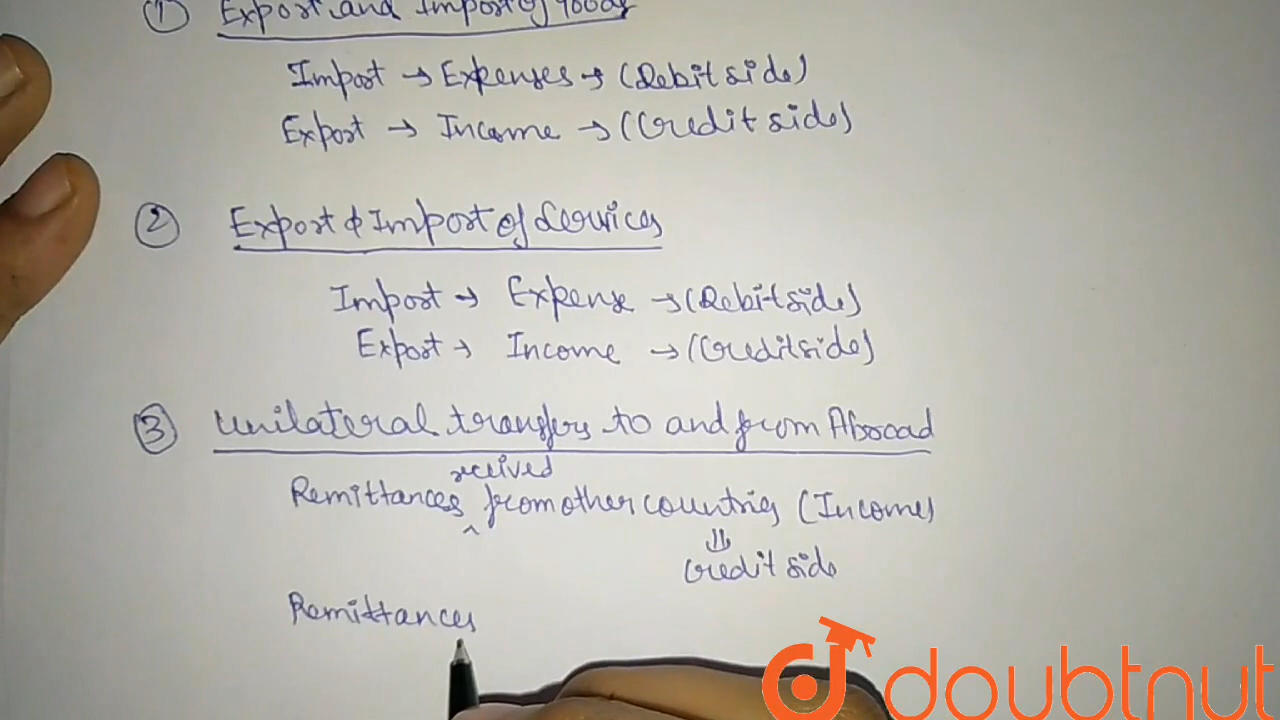 ① Export and Import of goods
Import → Expenses → (Debit side)
Export → Income → (Credit side)
② Export & Import of Services
Import → Expense → (Debit side)
Export → Income → (Credit side)
③ Unilateral transfers to and from Abroad
received
Remittances ^ from other countries (Income)
⇓
Credit side
Remittances
doubtnut